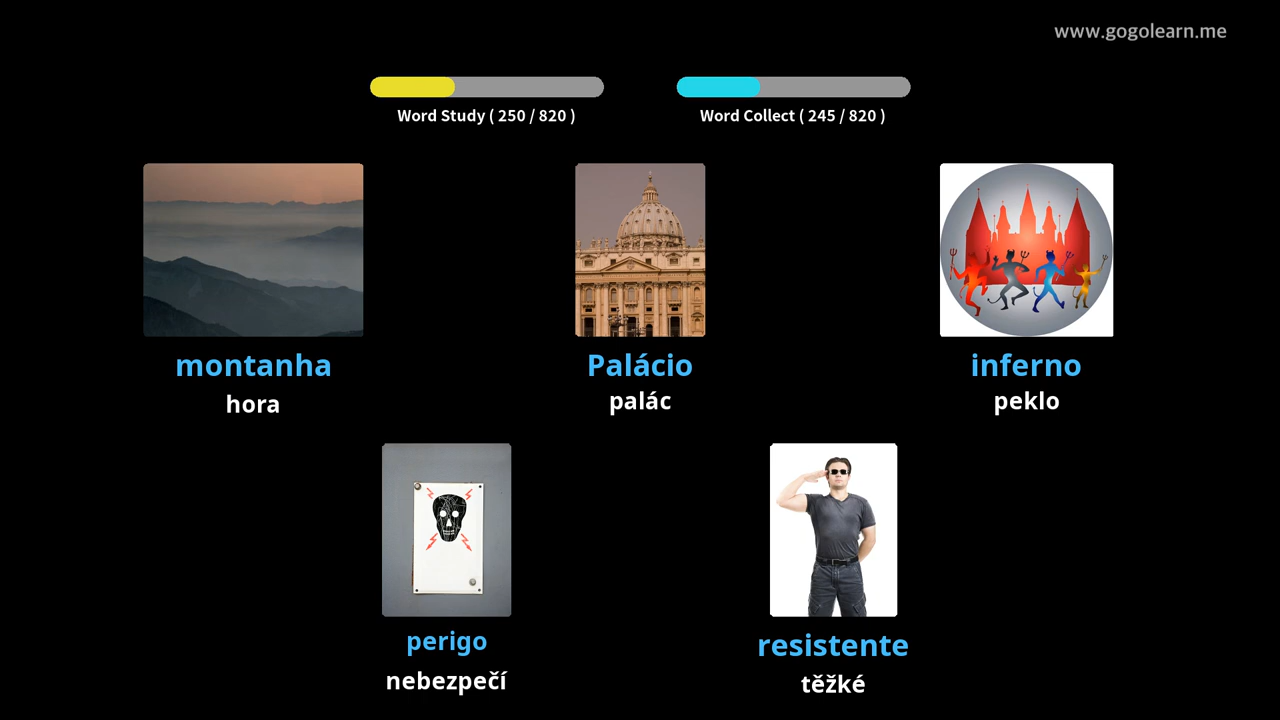 www.gogolearn.me
Word Study ( 250 / 820 )
Word Collect ( 245 / 820 )
montanha
hora
Palácio
palác
inferno
peklo
perigo
nebezpečí
resistente
těžké